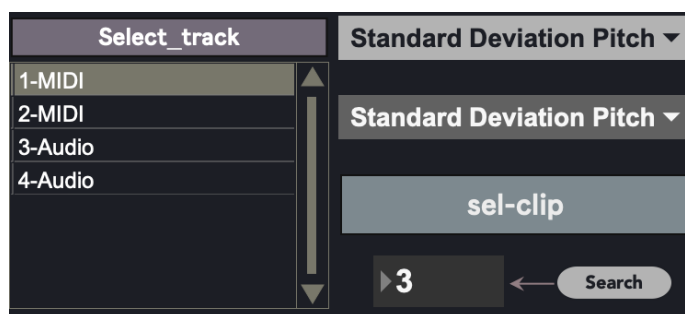 Select_track
1-MIDI
2-MIDI
3-Audio
4-Audio
Standard Deviation Pitch
Standard Deviation Pitch
sel-clip
3
Search